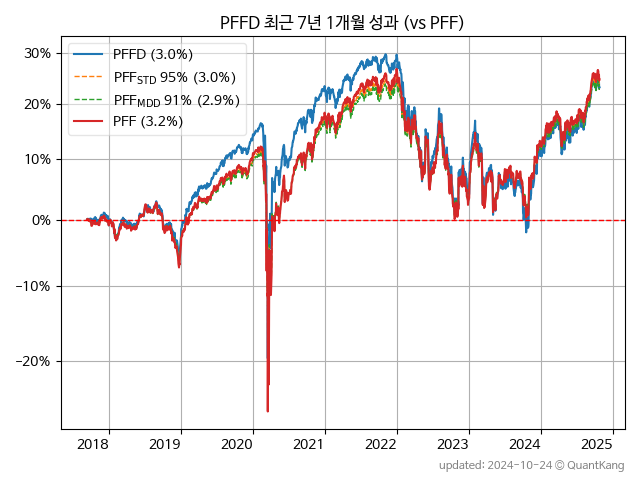 PFFD 최근 7년 1개월 성과 (vs PFF)
30%
20%
10%
0%
−10%
−20%
PFFD (3.0%)
PFF_STD 95% (3.0%)
PFF_MDD 91% (2.9%)
PFF (3.2%)
2018 2019 2020 2021 2022 2023 2024 2025
updated: 2024-10-24 © QuantKang